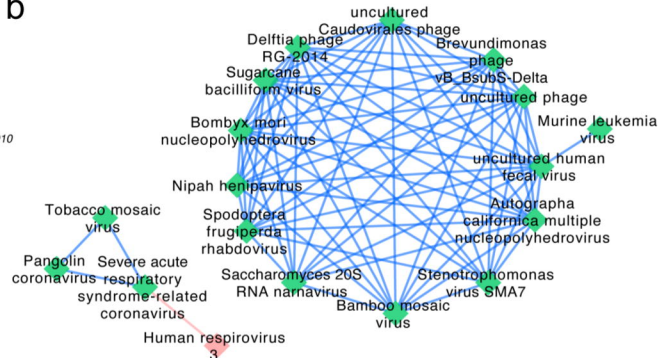 b
uncultured
Caudovirales phage
Delftia phage
RG-2014
Brevundimonas
phage
vB_BsubS-Delta
Sugarcane
bacilliform virus
uncultured phage
Bombyx mori
nucleopolyhedrovirus
Murine leukemia
virus
010
uncultured human
fecal virus
Nipah henipavirus
Autographa
californica multiple
nucleopolyhedrovirus
Spodoptera
frugiperda
rhabdovirus
Tobacco mosaic
virus
Pangolin
coronavirus
Severe acute
respiratory
syndrome-related
coronavirus
Saccharomyces 20S
RNA narnavirus
Stenotrophomonas
virus SMA7
Bamboo mosaic
virus
Human respirovirus
3